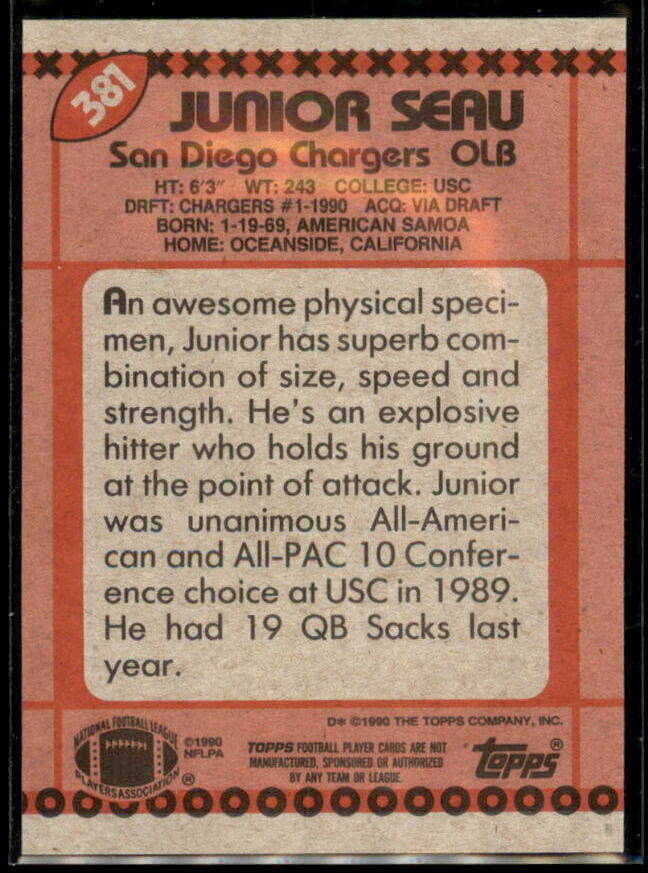 381
JUNIOR SEAU
San Diego Chargers OLB
HT: 6'3" WT: 243 COLLEGE: USC
DRFT: CHARGERS #1-1990 ACQ: VIA DRAFT
BORN: 1-19-69, AMERICAN SAMOA
HOME: OCEANSIDE, CALIFORNIA
An awesome physical speci-
men, Junior has superb com-
bination of size, speed and
strength. He's an explosive
hitter who holds his ground
at the point of attack. Junior
was unanimous All-Ameri-
can and All-PAC 10 Confer-
ence choice at USC in 1989.
He had 19 QB Sacks last
year.
D* ©1990 THE TOPPS COMPANY, INC.
NATIONAL FOOTBALL LEAGUE
PLAYERS ASSOCIATION ®
©1990
NFLPA
TOPPS FOOTBALL PLAYER CARDS ARE NOT
MANUFACTURED, SPONSORED OR AUTHORIZED
BY ANY TEAM OR LEAGUE.
topps®